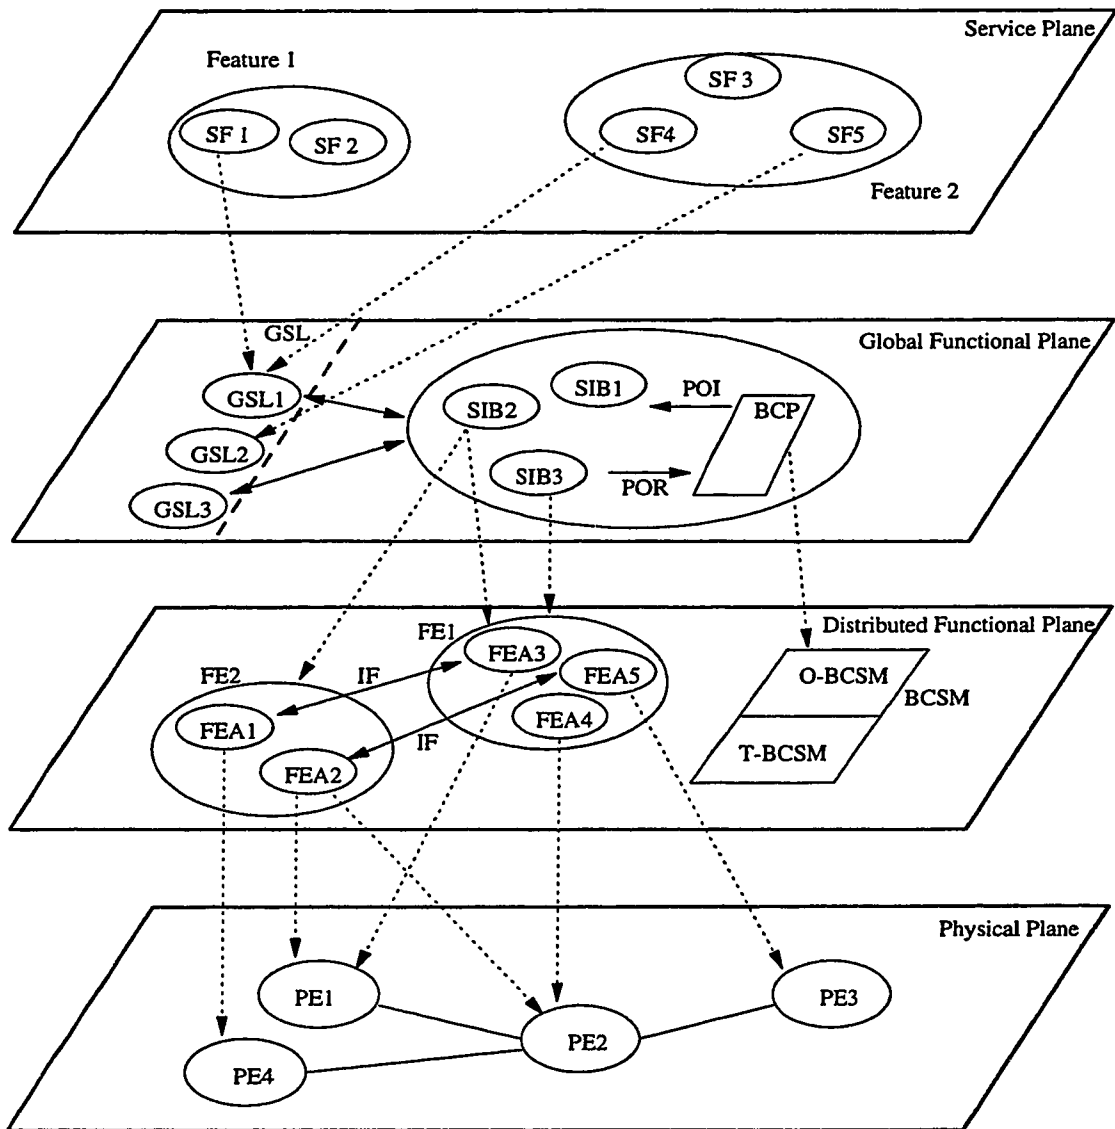 Service Plane
Feature 1
SF 3
SF 1
SF 2
SF4
SF5
Feature 2
GSL
Global Functional Plane
GSL1
SIB1
POI
SIB2
BCP
GSL2
SIB3
POR
GSL3
FE1
Distributed Functional Plane
FEA3
FE2
IF
FEA5
O-BCSM
BCSM
FEA1
FEA4
IF
T-BCSM
FEA2
Physical Plane
PE1
PE3
PE2
PE4